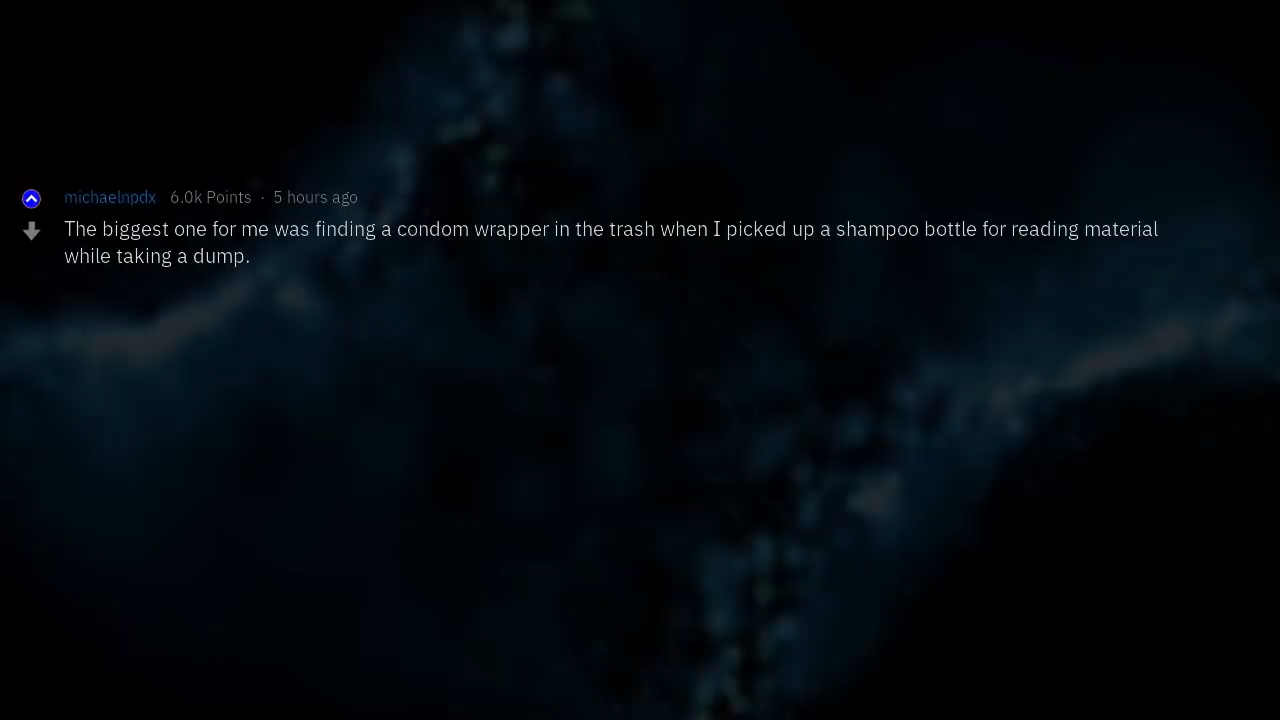 michaelnpdx 6.0k Points · 5 hours ago
The biggest one for me was finding a condom wrapper in the trash when I picked up a shampoo bottle for reading material
while taking a dump.